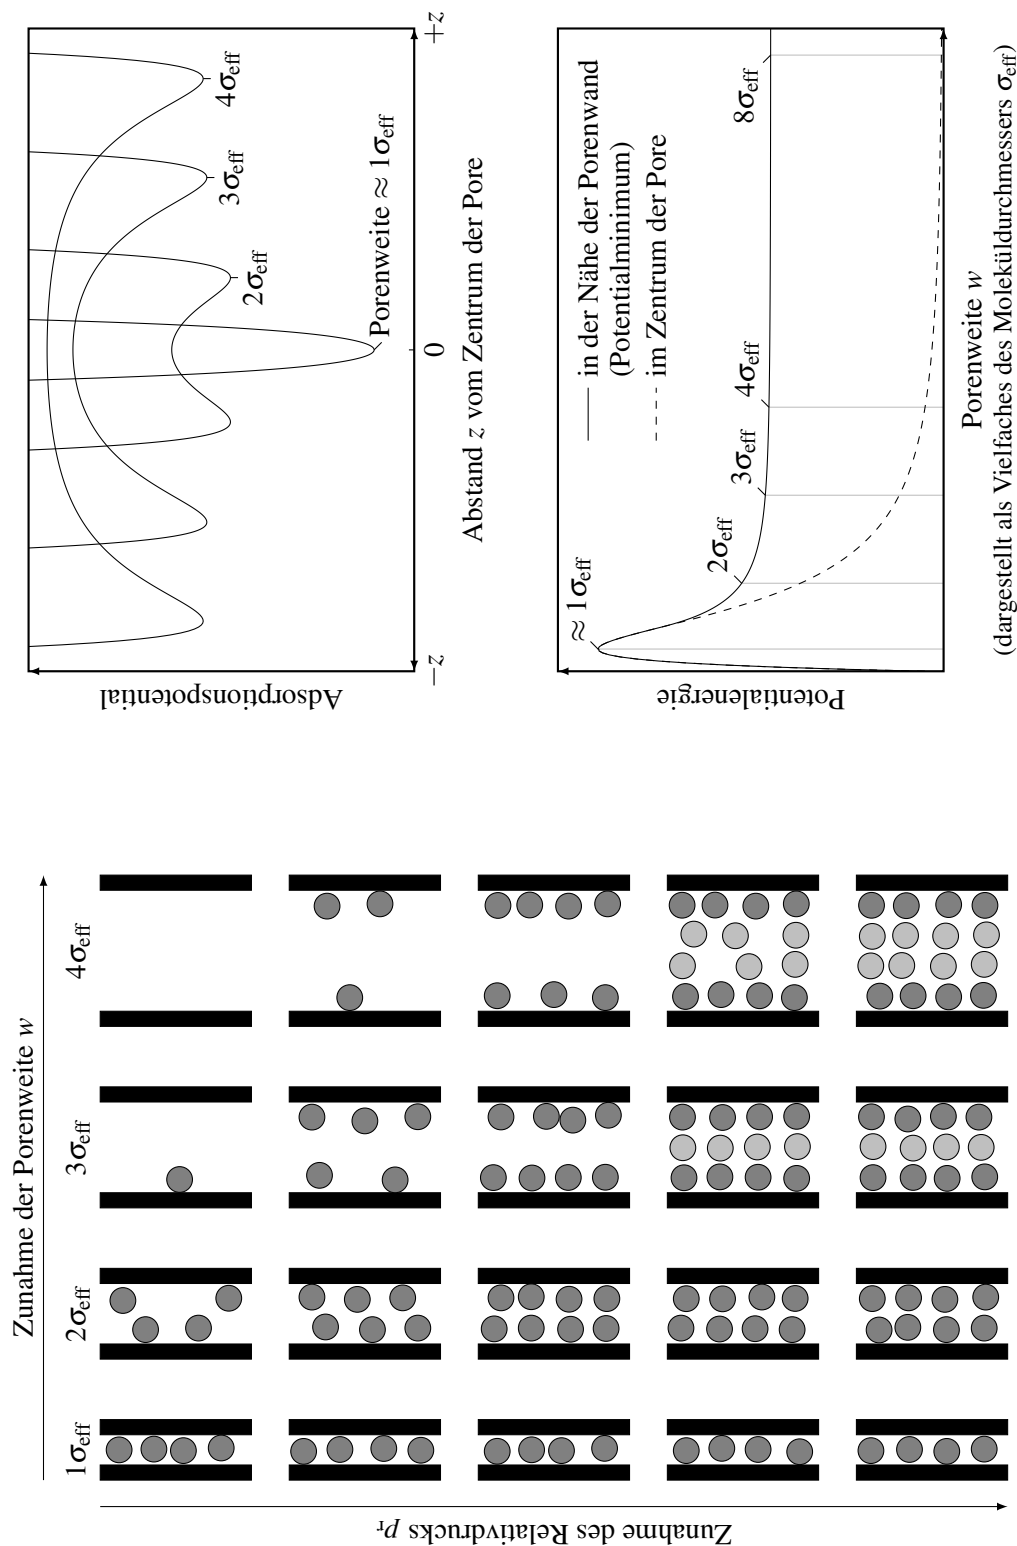 Zunahme der Porenweite w
1σeff
2σeff
3σeff
4σeff
Zunahme des Relativdrucks pr
Adsorptionspotential
4σeff
3σeff
2σeff
Porenweite ≈ 1σeff
−z
0
+z
Abstand z vom Zentrum der Pore
Potentialenergie
≈ 1σeff
2σeff
3σeff
4σeff
8σeff
in der Nähe der Porenwand
(Potentialminimum)
im Zentrum der Pore
Porenweite w
(dargestellt als Vielfaches des Moleküldurchmessers σeff)